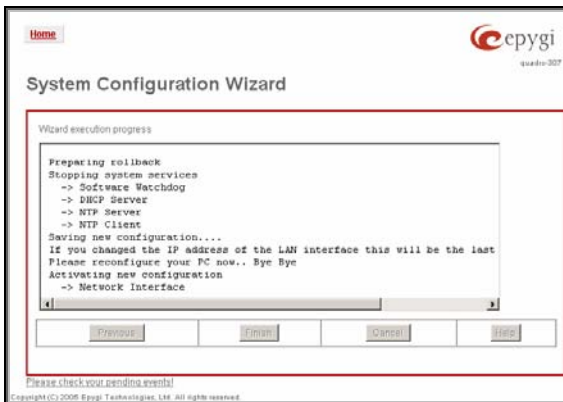 Home
epygi
quadro-307
System Configuration Wizard
Wizard execution progress
Preparing rollback
Stopping system services
-> Software Watchdog
-> DHCP Server
-> NTP Server
-> NTP Client
Saving new configuration....
If you changed the IP address of the LAN interface this will be the last
Please reconfigure your PC now.. Bye Bye
Activating new configuration
-> Network Interface
Previous
Finish
Cancel
Help
Please check your pending events!
Copyright (C) 2005 Epygi Technologies, Ltd. All rights reserved.